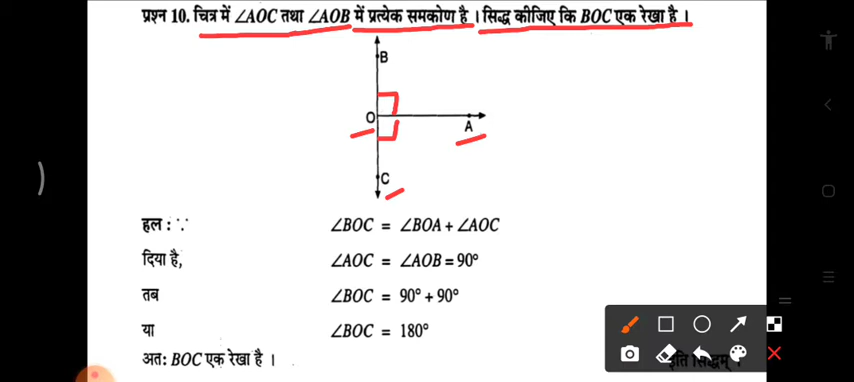 प्रश्न 10. चित्र में ∠AOC तथा ∠AOB में प्रत्येक समकोण है । सिद्ध कीजिए कि BOC एक रेखा है ।
B
O
A
C
हल : ∵ ∠BOC = ∠BOA + ∠AOC
दिया है, ∠AOC = ∠AOB = 90°
तब ∠BOC = 90° + 90°
या ∠BOC = 180°
अत: BOC एक रेखा है । इति सिद्धम् ।